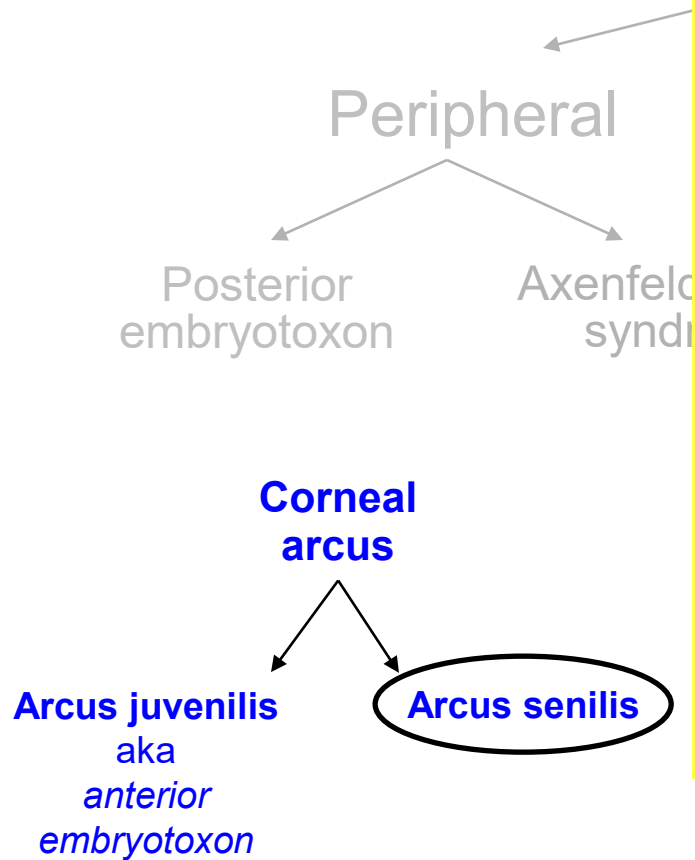 Peripheral
Posterior
embryotoxon
Corneal
arcus
Arcus juvenilis
aka
anterior
embryotoxon
Arcus senilis